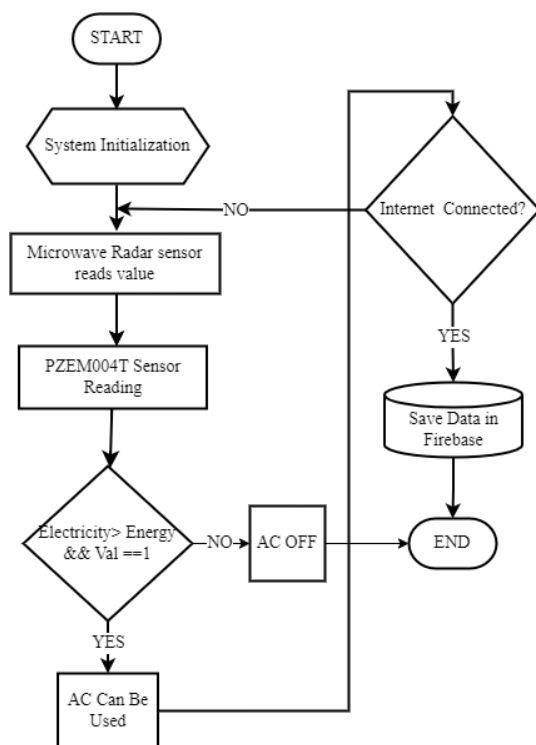 START
System Initialization
Microwave Radar sensor
reads value
PZEM004T Sensor
Reading
Electricity> Energy
&& Val ==1
NO
AC OFF
YES
AC Can Be
Used
Internet  Connected?
NO
YES
Save Data in
Firebase
END